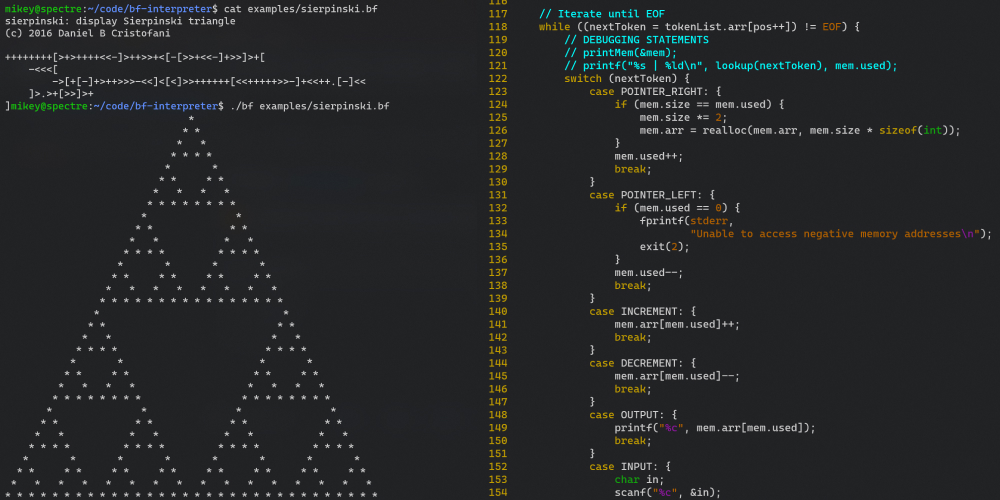 mikey@spectre:~/code/bf-interpreter$ cat examples/sierpinski.bf
sierpinski: display Sierpinski triangle
(c) 2016 Daniel B Cristofani

++++++++[>+>++++<<-]>++>>+<[-[>>+<<-]+>>]>+[
    -<<<[
        ->[+[-]+>++>>>-<<]<[<]>>++++++[<<+++++>>-]+<<++.[-]<<
    ]>.>+[>>]>+
]mikey@spectre:~/code/bf-interpreter$ ./bf examples/sierpinski.bf
                               *
                              * *
                             *   *
                            * * * *
                           *       *
                          * *     * *
                         *   *   *   *
                        * * * * * * * *
                       *               *
                      * *             * *
                     *   *           *   *
                    * * * *         * * * *
                   *       *       *       *
                  * *     * *     * *     * *
                 *   *   *   *   *   *   *   *
                * * * * * * * * * * * * * * * *
               *                               *
              * *                             * *
             *   *                           *   *
            * * * *                         * * * *
           *       *                       *       *
          * *     * *                     * *     * *
         *   *   *   *                   *   *   *   *
        * * * * * * * *                 * * * * * * * *
       *               *               *               *
      * *             * *             * *             * *
     *   *           *   *           *   *           *   *
    * * * *         * * * *         * * * *         * * * *
   *       *       *       *       *       *       *       *
  * *     * *     * *     * *     * *     * *     * *     * *
 *   *   *   *   *   *   *   *   *   *   *   *   *   *   *   *
* * * * * * * * * * * * * * * * * * * * * * * * * * * * * * * *
116
117     // Iterate until EOF
118     while ((nextToken = tokenList.arr[pos++]) != EOF) {
119         // DEBUGGING STATEMENTS
120         // printMem(&mem);
121         // printf("%s | %ld\n", lookup(nextToken), mem.used);
122         switch (nextToken) {
123             case POINTER_RIGHT: {
124                 if (mem.size == mem.used) {
125                     mem.size *= 2;
126                     mem.arr = realloc(mem.arr, mem.size * sizeof(int));
127                 }
128                 mem.used++;
129                 break;
130             }
131             case POINTER_LEFT: {
132                 if (mem.used == 0) {
133                     fprintf(stderr,
134                             "Unable to access negative memory addresses\n");
135                     exit(2);
136                 }
137                 mem.used--;
138                 break;
139             }
140             case INCREMENT: {
141                 mem.arr[mem.used]++;
142                 break;
143             }
144             case DECREMENT: {
145                 mem.arr[mem.used]--;
146                 break;
147             }
148             case OUTPUT: {
149                 printf("%c", mem.arr[mem.used]);
150                 break;
151             }
152             case INPUT: {
153                 char in;
154                 scanf("%c", &in);